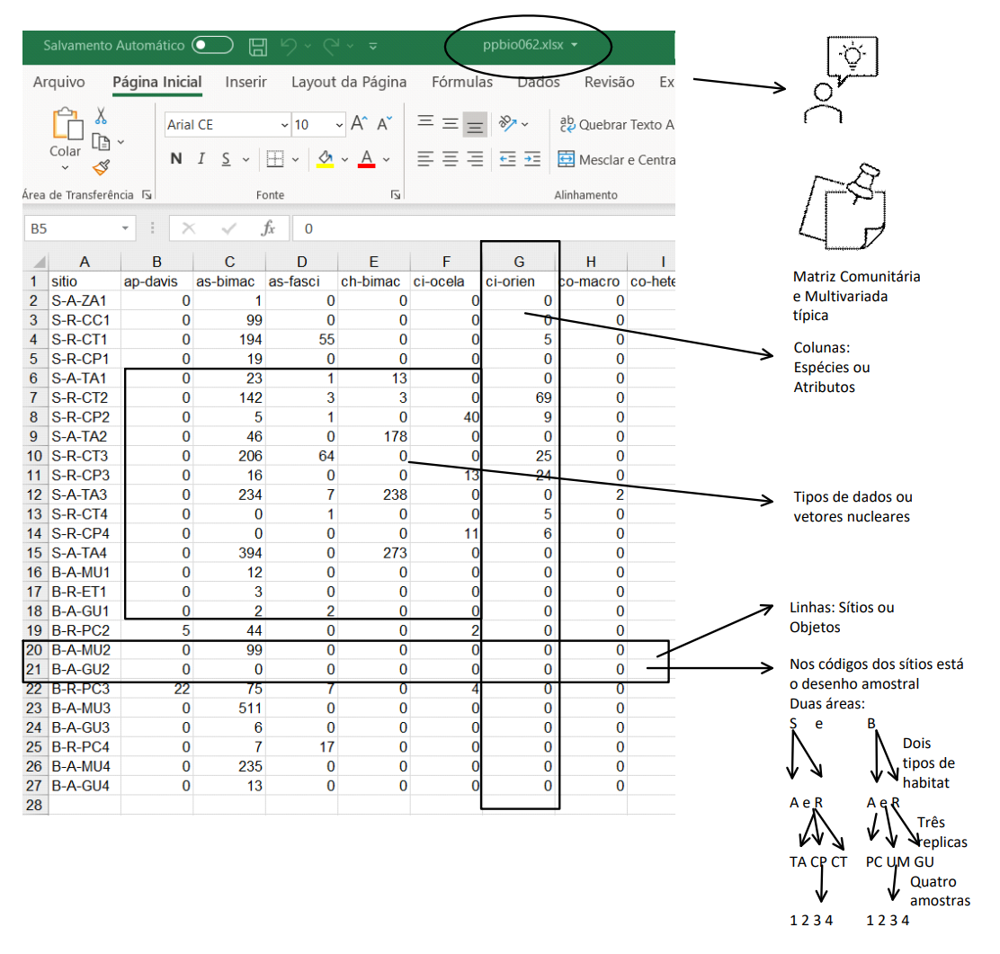 Salvamento Automático
ppbio062.xlsx
Arquivo Página Inicial Inserir Layout da Página Fórmulas Dados Revisão Ex
Colar
Arial CE 10 A^ Aˇ
ab c Quebrar Texto A
N I S A
Mesclar e Centra
Área de Transferência Fonte Alinhamento
B5 fx 0
A B C D E F G H I
1 sitio ap-davis as-bimac as-fasci ch-bimac ci-ocela ci-orien co-macro co-hete
2 S-A-ZA1 0 1 0 0 0 0 0
3 S-R-CC1 0 99 0 0 0 0 0
4 S-R-CT1 0 194 55 0 0 5 0
5 S-R-CP1 0 19 0 0 0 0 0
6 S-A-TA1 0 23 1 13 0 0 0
7 S-R-CT2 0 142 3 3 0 69 0
8 S-R-CP2 0 5 1 0 40 9 0
9 S-A-TA2 0 46 0 178 0 0 0
10 S-R-CT3 0 206 64 0 0 25 0
11 S-R-CP3 0 16 0 0 13 24 0
12 S-A-TA3 0 234 7 238 0 0 2
13 S-R-CT4 0 0 1 0 0 5 0
14 S-R-CP4 0 0 0 0 11 6 0
15 S-A-TA4 0 394 0 273 0 0 0
16 B-A-MU1 0 12 0 0 0 0 0
17 B-R-ET1 0 3 0 0 0 0 0
18 B-A-GU1 0 2 2 0 0 0 0
19 B-R-PC2 5 44 0 0 2 0 0
20 B-A-MU2 0 99 0 0 0 0 0
21 B-A-GU2 0 0 0 0 0 0 0
22 B-R-PC3 22 75 7 0 4 0 0
23 B-A-MU3 0 511 0 0 0 0 0
24 B-A-GU3 0 6 0 0 0 0 0
25 B-R-PC4 0 7 17 0 0 0 0
26 B-A-MU4 0 235 0 0 0 0 0
27 B-A-GU4 0 13 0 0 0 0 0
28
Matriz Comunitária
e Multivariada
típica
Colunas:
Espécies ou
Atributos
Tipos de dados ou
vetores nucleares
Linhas: Sítios ou
Objetos
Nos códigos dos sítios está
o desenho amostral
Duas áreas:
S e B
Dois
tipos de
habitat
A e R A e R
Três
replicas
TA CP CT PC UM GU
Quatro
amostras
1 2 3 4 1 2 3 4